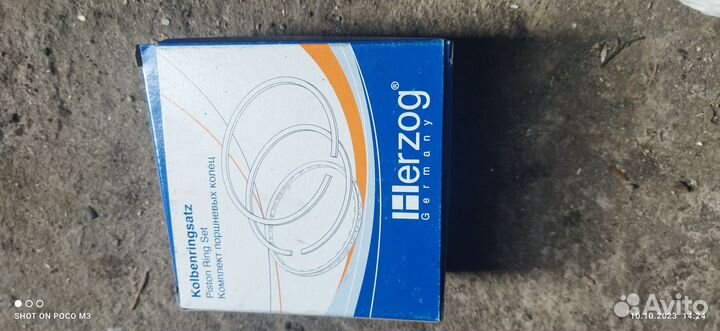 Herzog®
Germany
Kolbenringsatz
Piston Ring Set
Комплект поршневых колец
SHOT ON POCO M3
10.10.2023 14:24
Avito